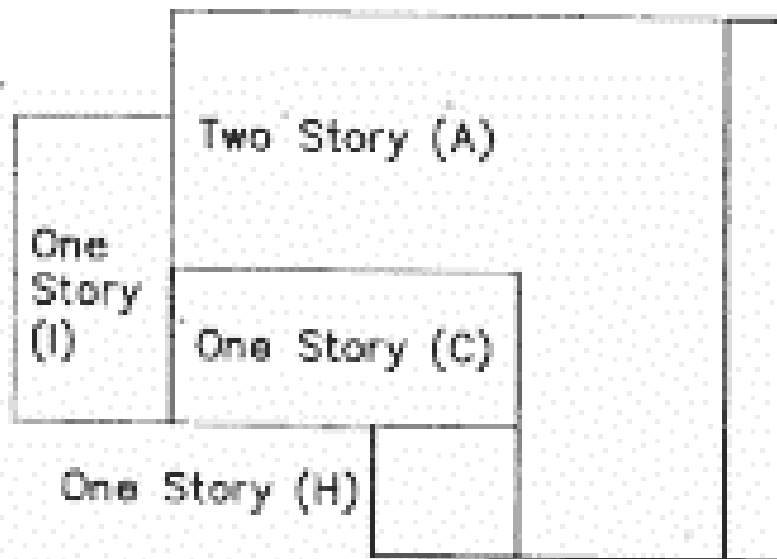 Two Story (A)
One
Story
(I)
One Story (C)
One Story (H)